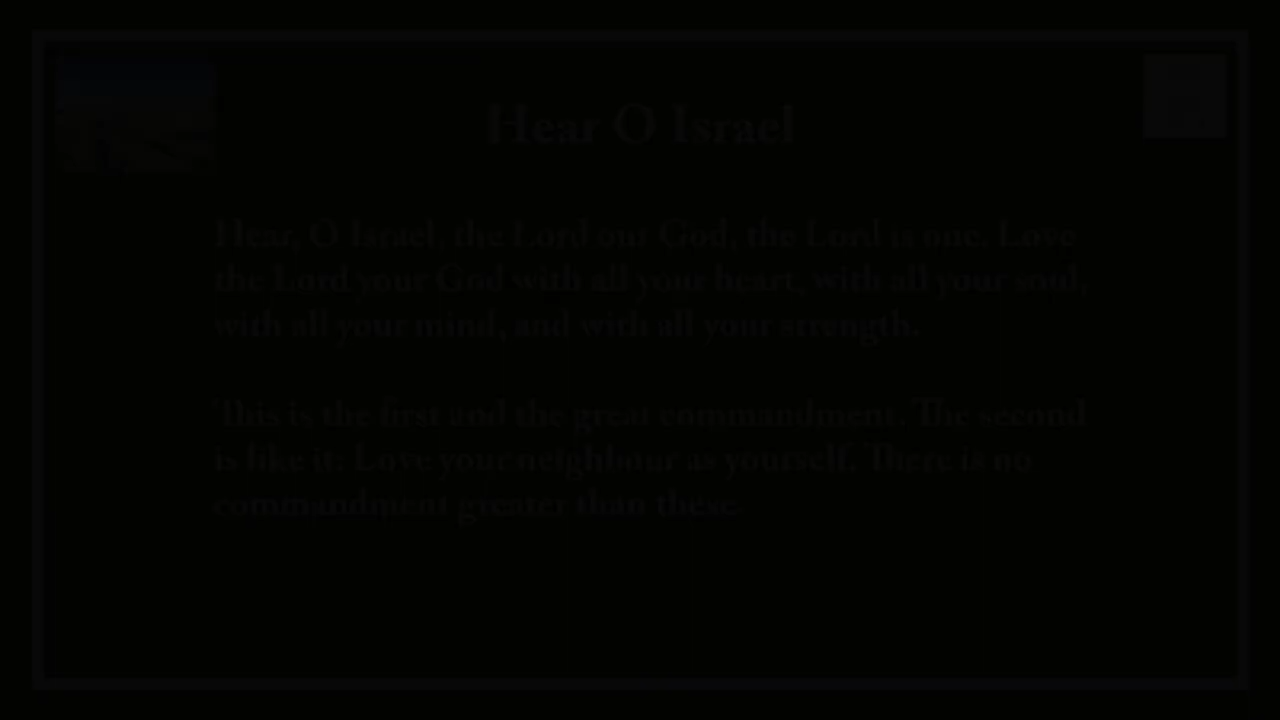 Hear O Israel
Hear, O Israel, the Lord our God, the Lord is one. Love
the Lord your God with all your heart, with all your soul,
with all your mind, and with all your strength.
This is the first and the great commandment. The second
is like it: Love your neighbour as yourself. There is no
commandment greater than these.